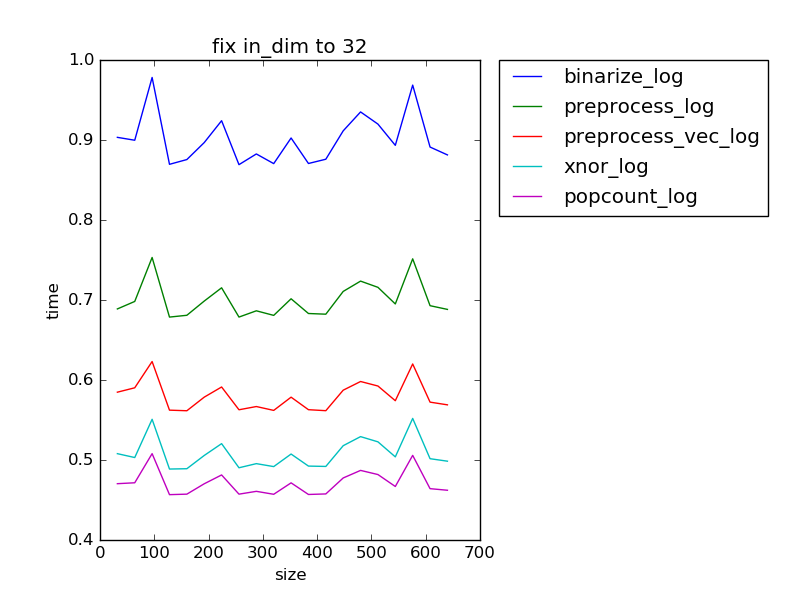 fix in_dim to 32
1.0
0.9
0.8
0.7
0.6
0.5
0.4
time
0 100 200 300 400 500 600 700
size
binarize_log
preprocess_log
preprocess_vec_log
xnor_log
popcount_log